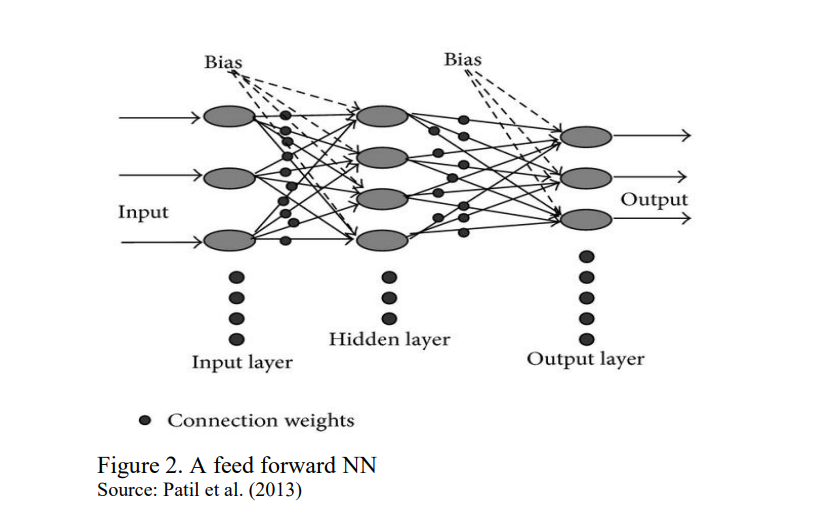 Bias
Bias
Input
Output
Hidden layer
Input layer
Output layer
Connection weights
Figure 2. A feed forward NN
Source: Patil et al. (2013)